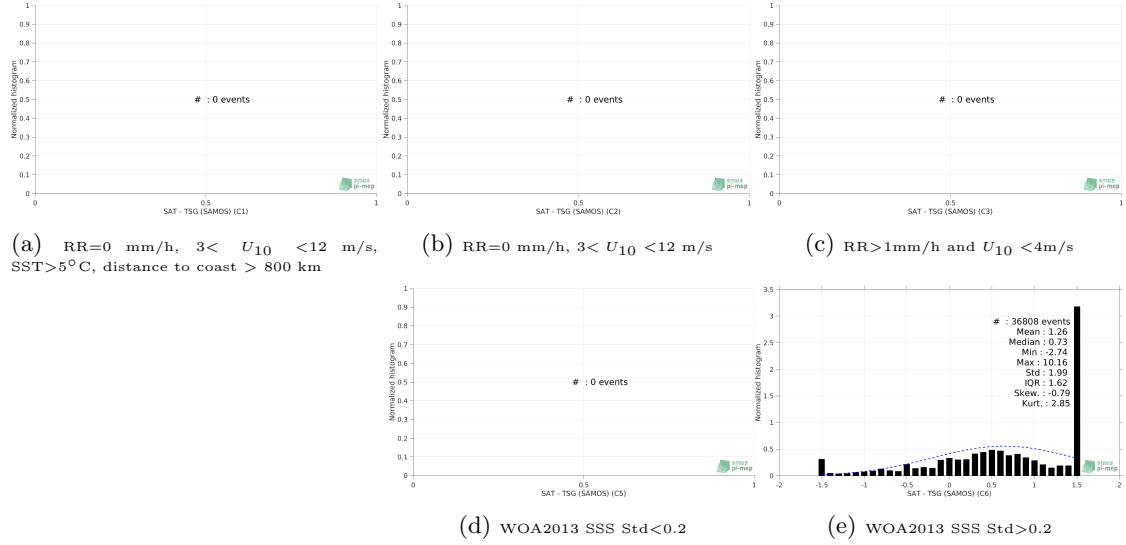 1
0.9
0.8
0.7
0.6
0.5
0.4
0.3
0.2
0.1
0
Normalized histogram
# : 0 events
smos
pi-mep
0 0.5 1
SAT - TSG (SAMOS) (C1)
1
0.9
0.8
0.7
0.6
0.5
0.4
0.3
0.2
0.1
0
Normalized histogram
# : 0 events
smos
pi-mep
0 0.5 1
SAT - TSG (SAMOS) (C2)
1
0.9
0.8
0.7
0.6
0.5
0.4
0.3
0.2
0.1
0
Normalized histogram
# : 0 events
smos
pi-mep
0 0.5 1
SAT - TSG (SAMOS) (C3)
(a) RR=0 mm/h, 3< U10 <12 m/s,
SST>5°C, distance to coast > 800 km
(b) RR=0 mm/h, 3< U10 <12 m/s
(c) RR>1mm/h and U10 <4m/s
1
0.9
0.8
0.7
0.6
0.5
0.4
0.3
0.2
0.1
0
Normalized histogram
# : 0 events
smos
pi-mep
0 0.5 1
SAT - TSG (SAMOS) (C5)
3.5
3
2.5
2
1.5
1
0.5
0
Normalized histogram
# : 36808 events
Mean : 1.26
Median : 0.73
Min : -2.74
Max : 10.16
Std : 1.99
IQR : 1.62
Skew. : -0.79
Kurt. : 2.85
smos
pi-mep
-2 -1.5 -1 -0.5 0 0.5 1 1.5 2
SAT - TSG (SAMOS) (C6)
(d) WOA2013 SSS Std<0.2
(e) WOA2013 SSS Std>0.2